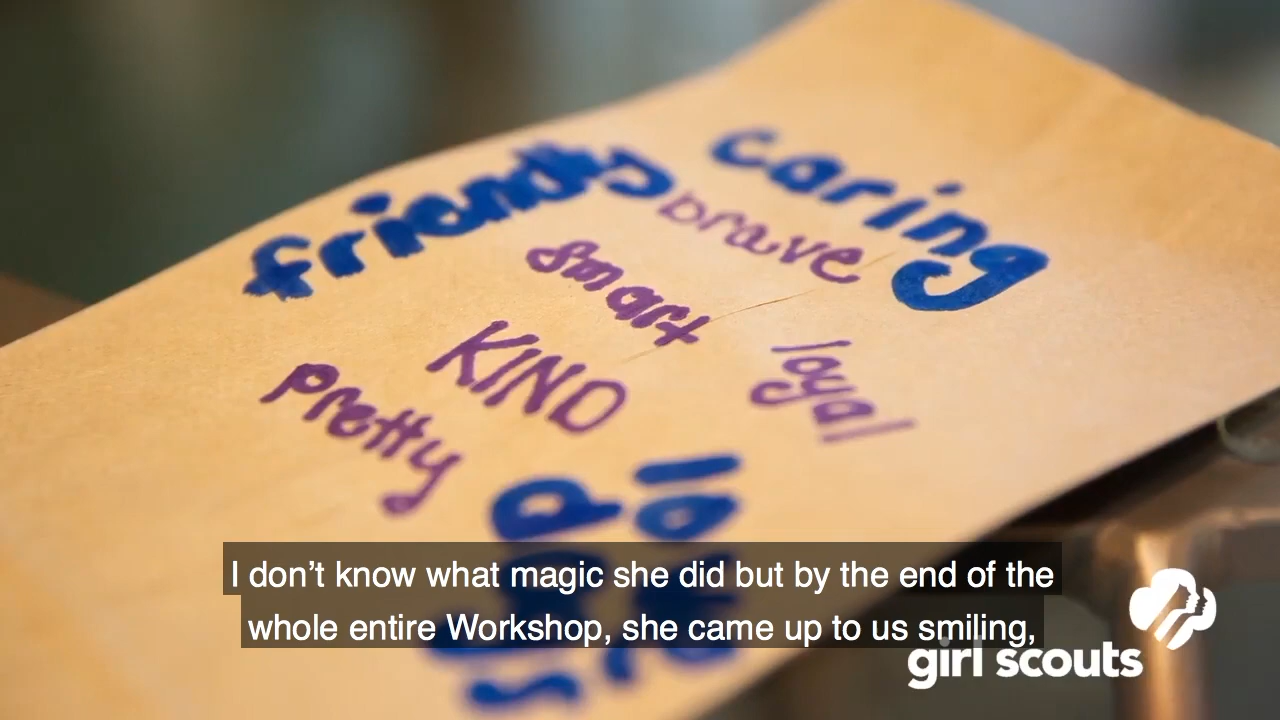 friendly
caring
brave
smart
KIND
loyal
pretty
I don’t know what magic she did but by the end of the
whole entire Workshop, she came up to us smiling,
girl scouts